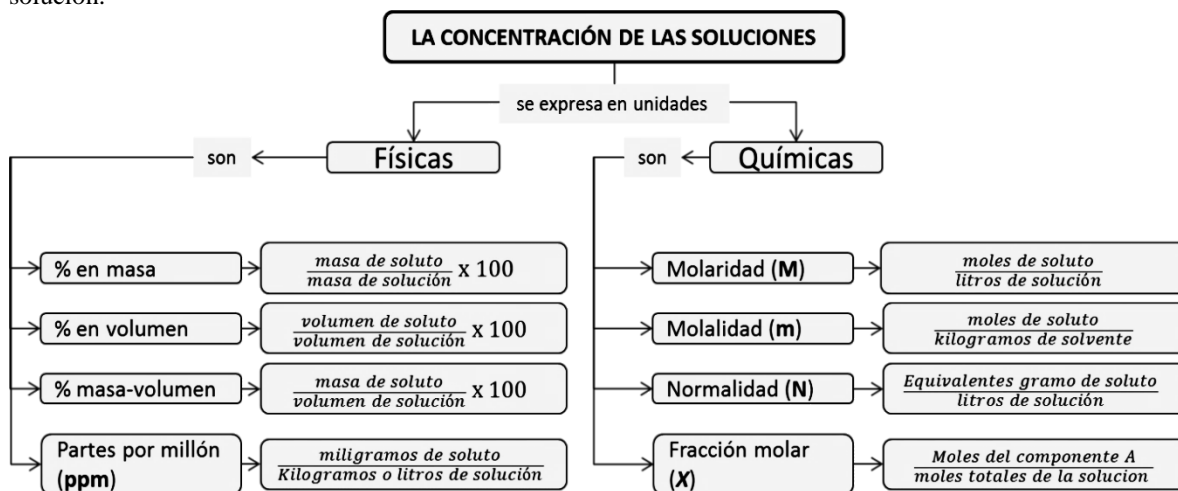 solución.
LA CONCENTRACIÓN DE LAS SOLUCIONES
se expresa en unidades
son
Físicas
son
Químicas
% en masa
masa de soluto
masa de solución
x 100
% en volumen
volumen de soluto
volumen de solución
x 100
% masa-volumen
masa de soluto
volumen de solución
x 100
Partes por millón
(ppm)
miligramos de soluto
Kilogramos o litros de solución
Molaridad (M)
moles de soluto
litros de solución
Molalidad (m)
moles de soluto
kilogramos de solvente
Normalidad (N)
Equivalentes gramo de soluto
litros de solución
Fracción molar
(X)
Moles del componente A
moles totales de la solucion